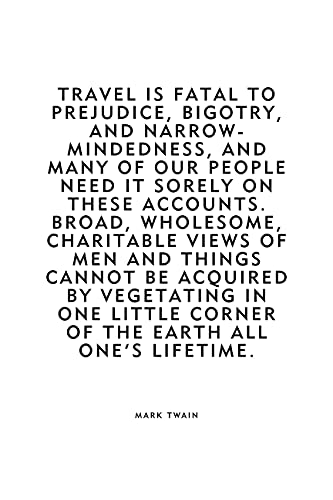 TRAVEL IS FATAL TO
PREJUDICE, BIGOTRY,
AND NARROW-
MINDEDNESS, AND
MANY OF OUR PEOPLE
NEED IT SORELY ON
THESE ACCOUNTS.
BROAD, WHOLESOME,
CHARITABLE VIEWS OF
MEN AND THINGS
CANNOT BE ACQUIRED
BY VEGETATING IN
ONE LITTLE CORNER
OF THE EARTH ALL
ONE'S LIFETIME.
MARK TWAIN